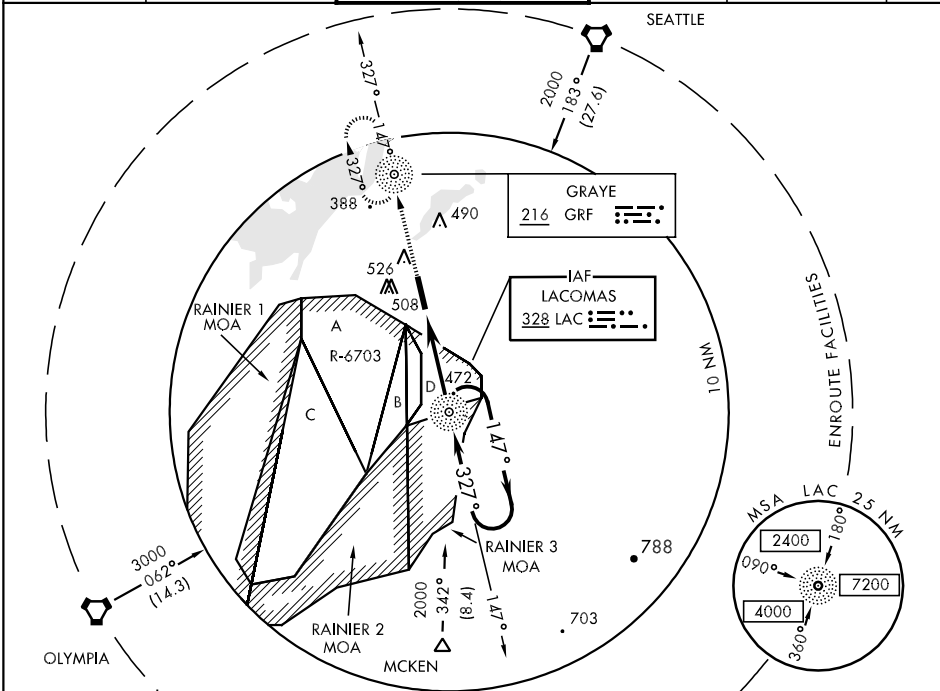 SEATTLE
2000
183°
(27.6)
327°
147°
327°
388
490
GRAYE
216 GRF
526
508
IAF
LACOMAS
328 LAC
RAINIER 1
MOA
A
R-6703
472
D
B
C
147°
327°
10 NM
ENROUTE FACILITIES
MSA LAC 25 NM
180°
2400
090°
7200
4000
360°
3000
062°
(14.3)
OLYMPIA
RAINIER 3
MOA
788
703
2000
342°
(8.4)
147°
RAINIER 2
MOA
MCKEN